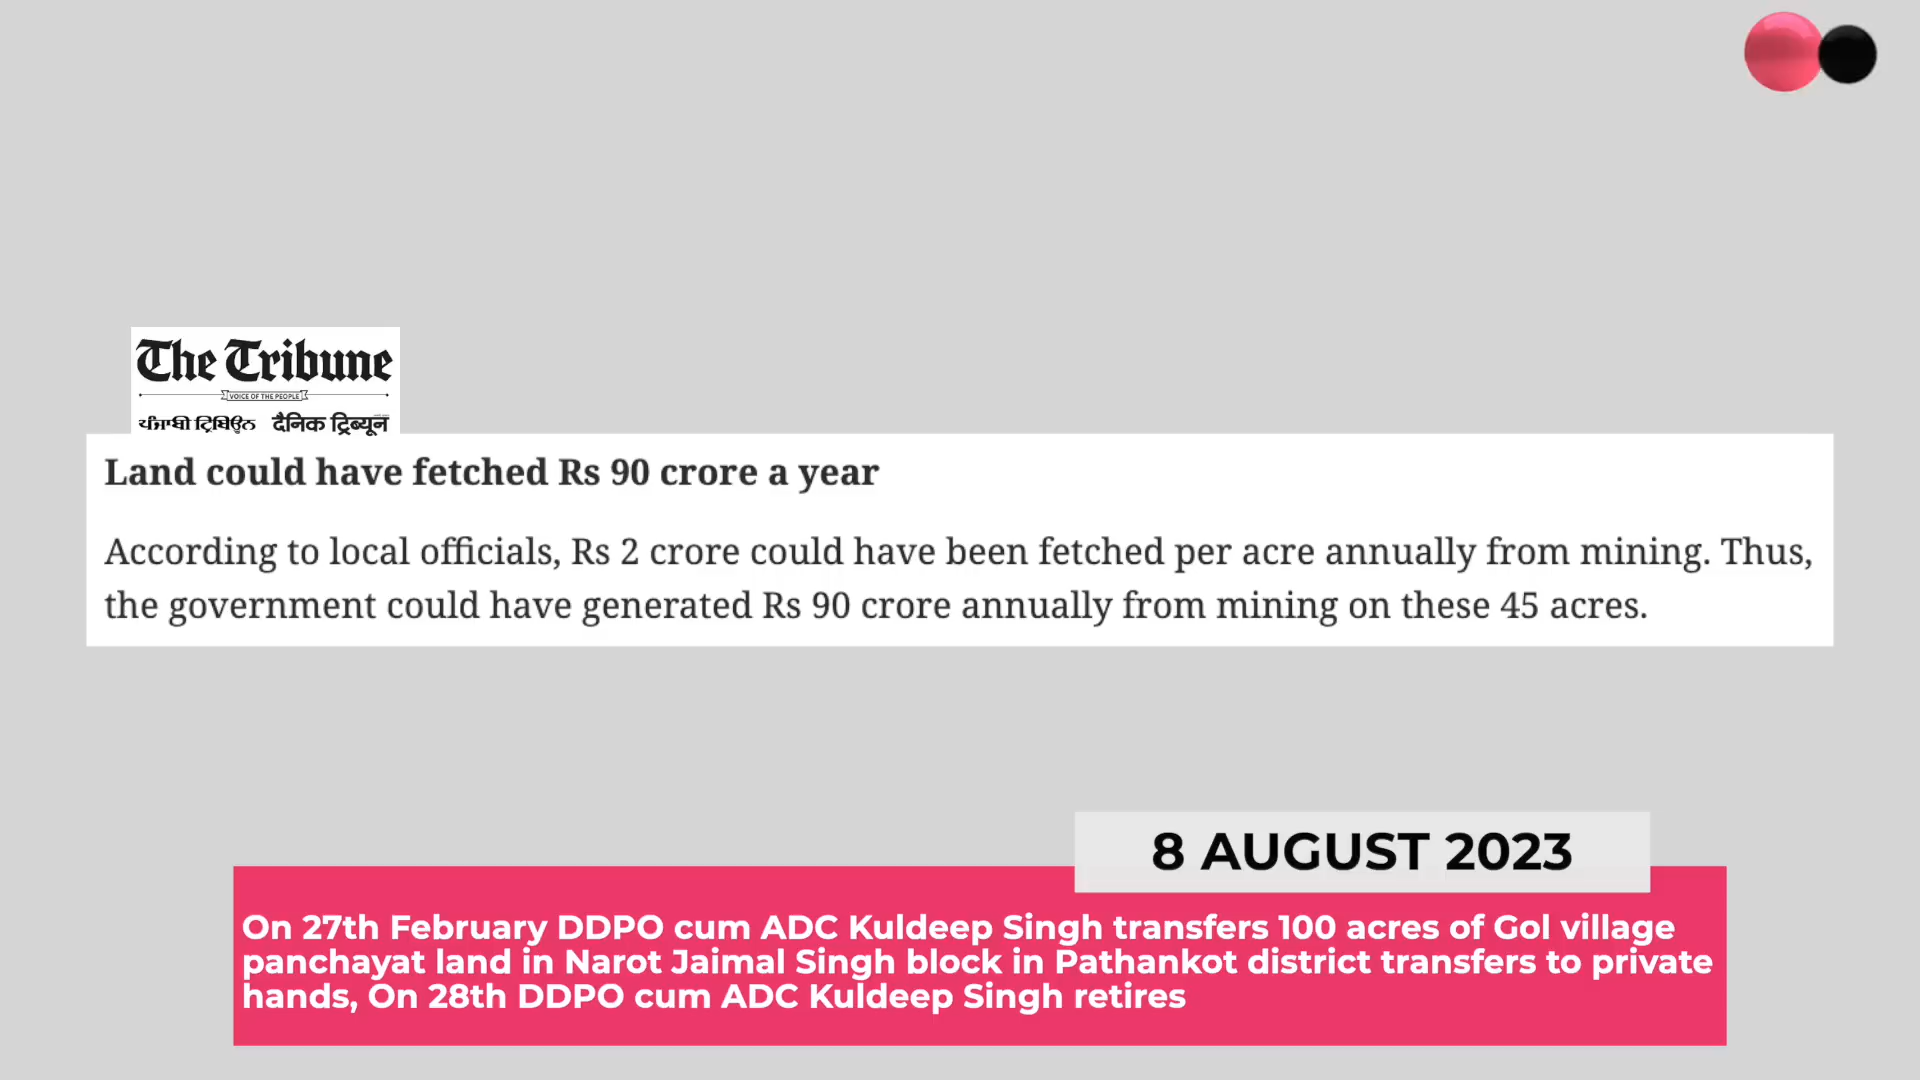 The Tribune
VOICE OF THE PEOPLE
ਪੰਜਾਬੀ ਟ੍ਰਿਬਿਊਨ दैनिक ट्रिब्यून
Land could have fetched Rs 90 crore a year
According to local officials, Rs 2 crore could have been fetched per acre annually from mining. Thus,
the government could have generated Rs 90 crore annually from mining on these 45 acres.
8 AUGUST 2023
On 27th February DDPO cum ADC Kuldeep Singh transfers 100 acres of Gol village
panchayat land in Narot Jaimal Singh block in Pathankot district transfers to private
hands, On 28th DDPO cum ADC Kuldeep Singh retires